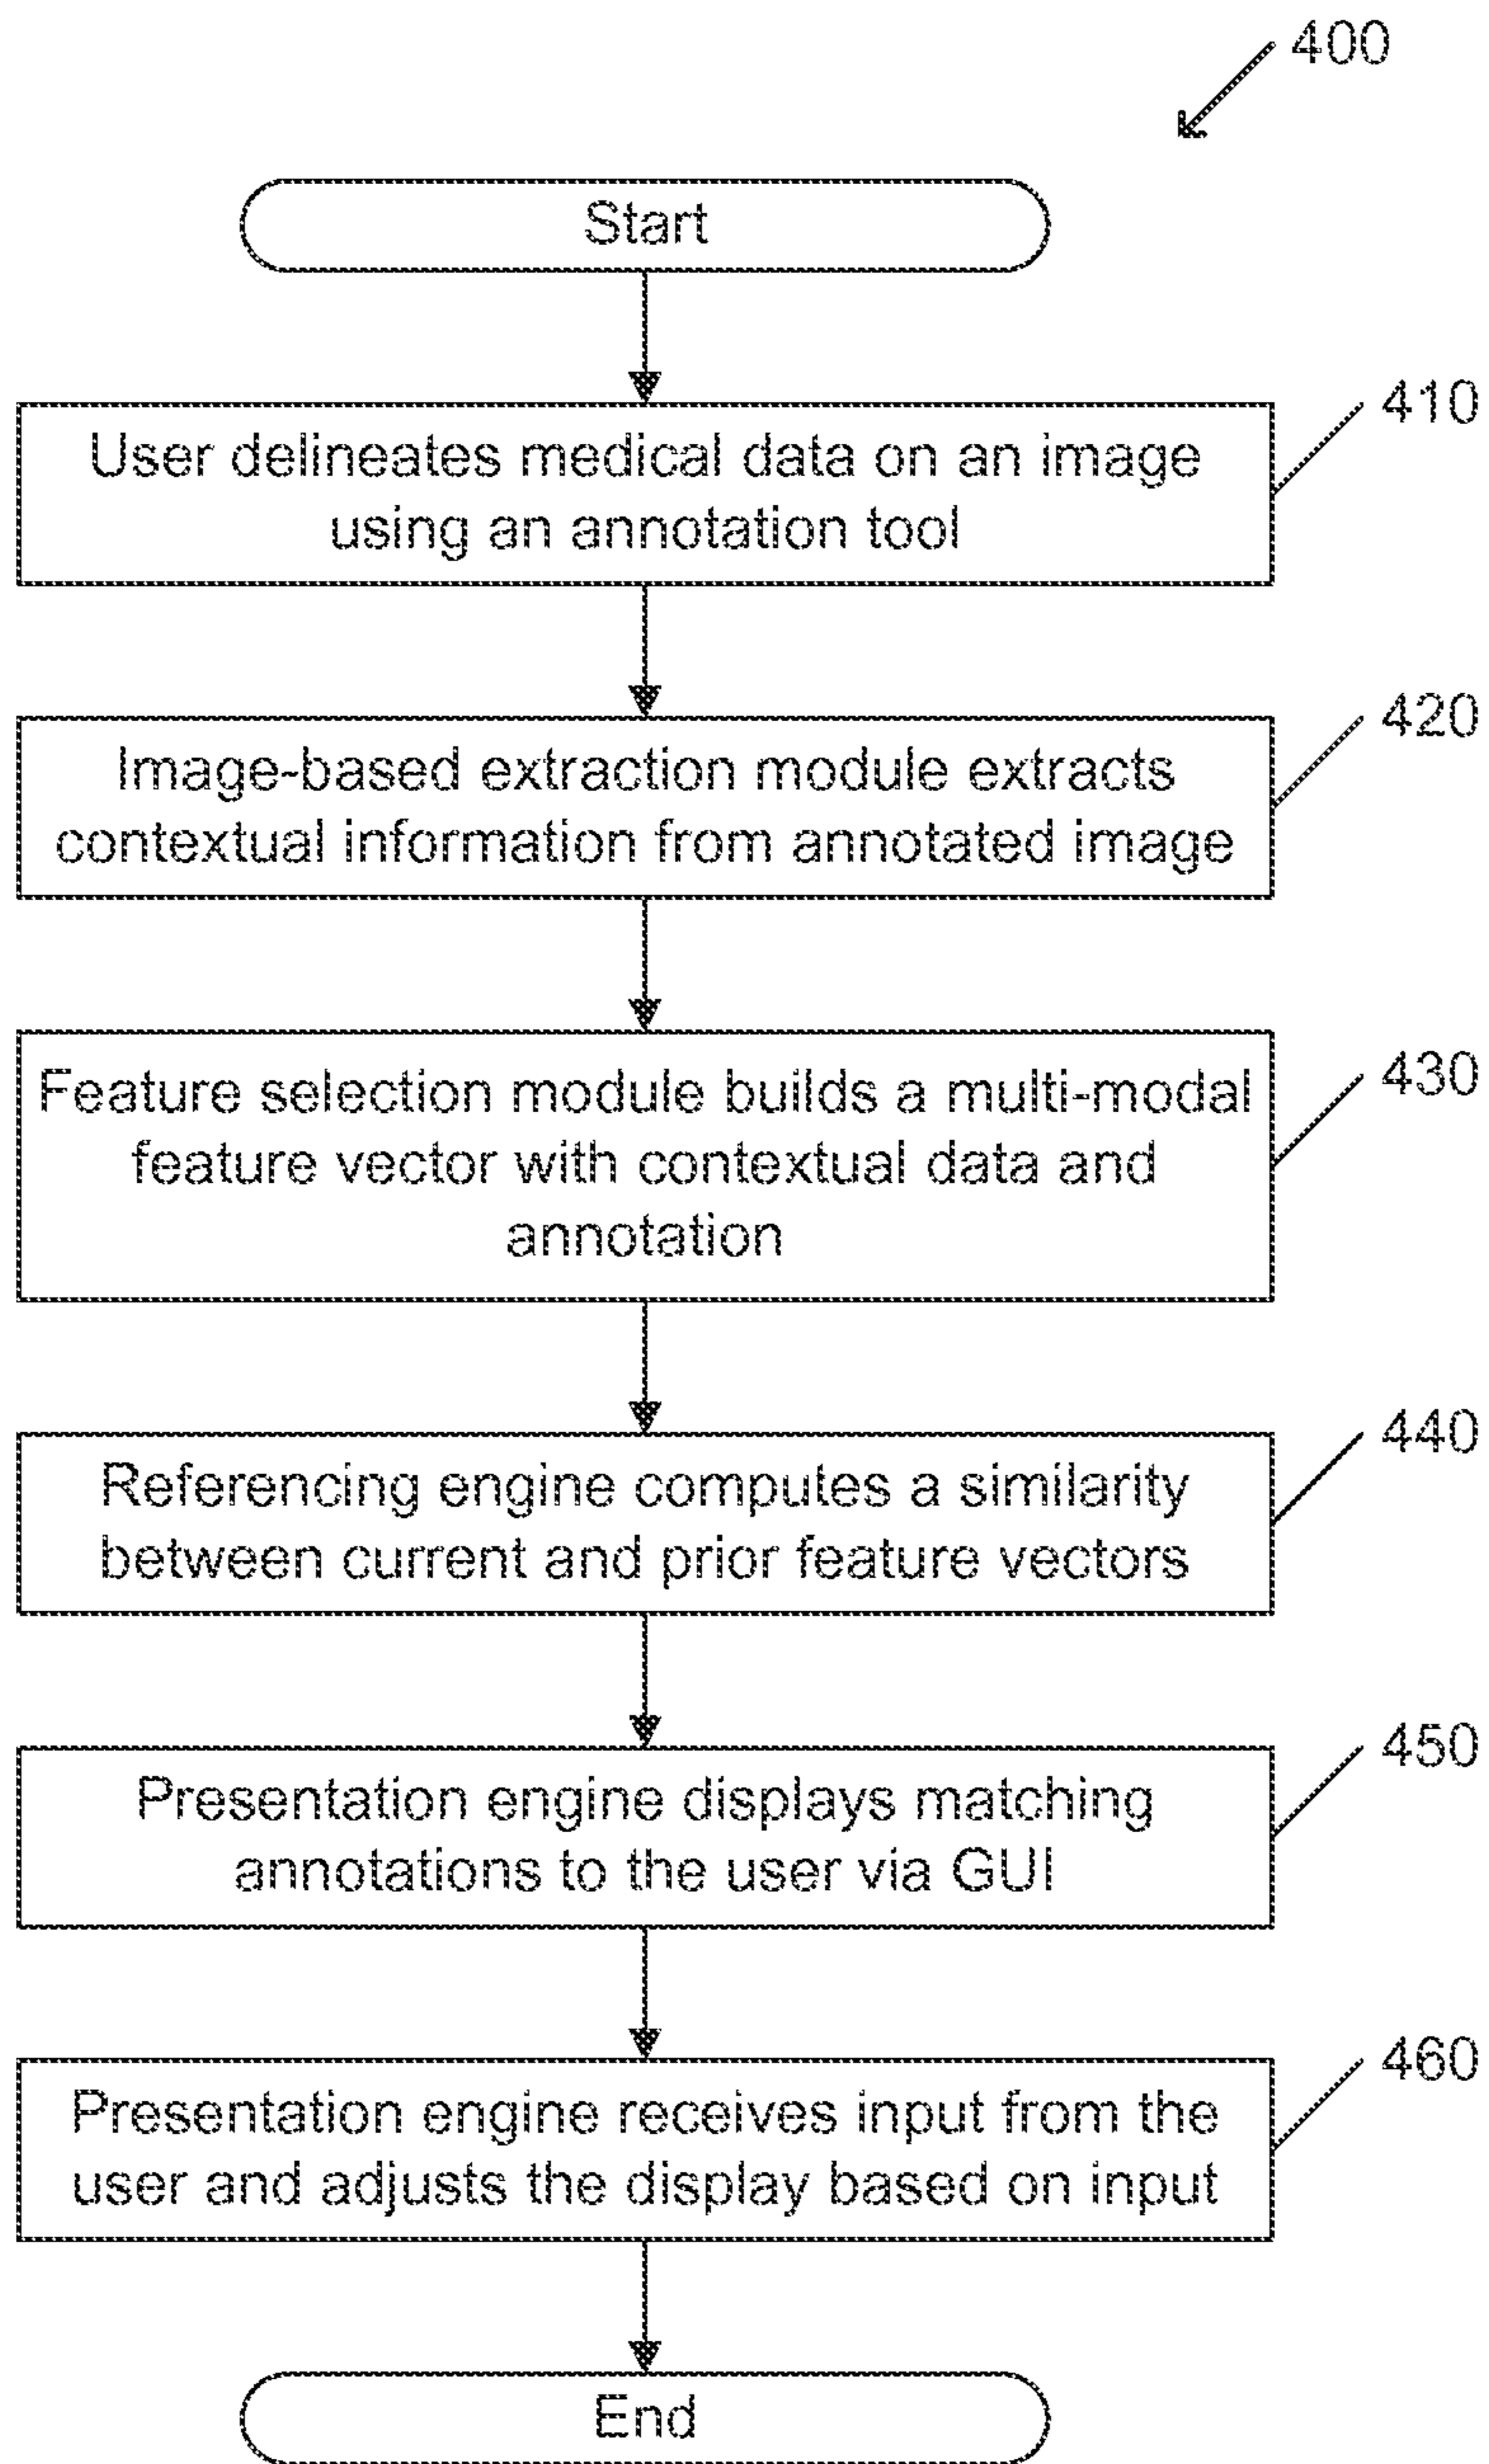 400
Start
410
User delineates medical data on an image
using an annotation tool
420
Image-based extraction module extracts
contextual information from annotated image
430
Feature selection module builds a multi-modal
feature vector with contextual data and
annotation
440
Referencing engine computes a similarity
between current and prior feature vectors
450
Presentation engine displays matching
annotations to the user via GUI
460
Presentation engine receives input from the
user and adjusts the display based on input
End